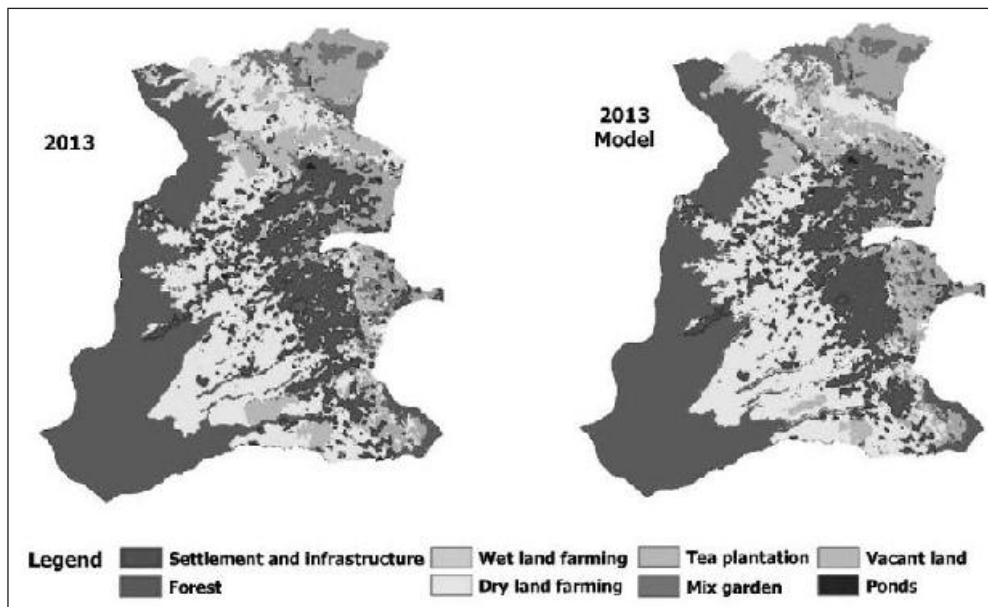 2013
2013
Model
Legend
Settlement and infrastructure
Wet land farming
Tea plantation
Vacant land
Forest
Dry land farming
Mix garden
Ponds